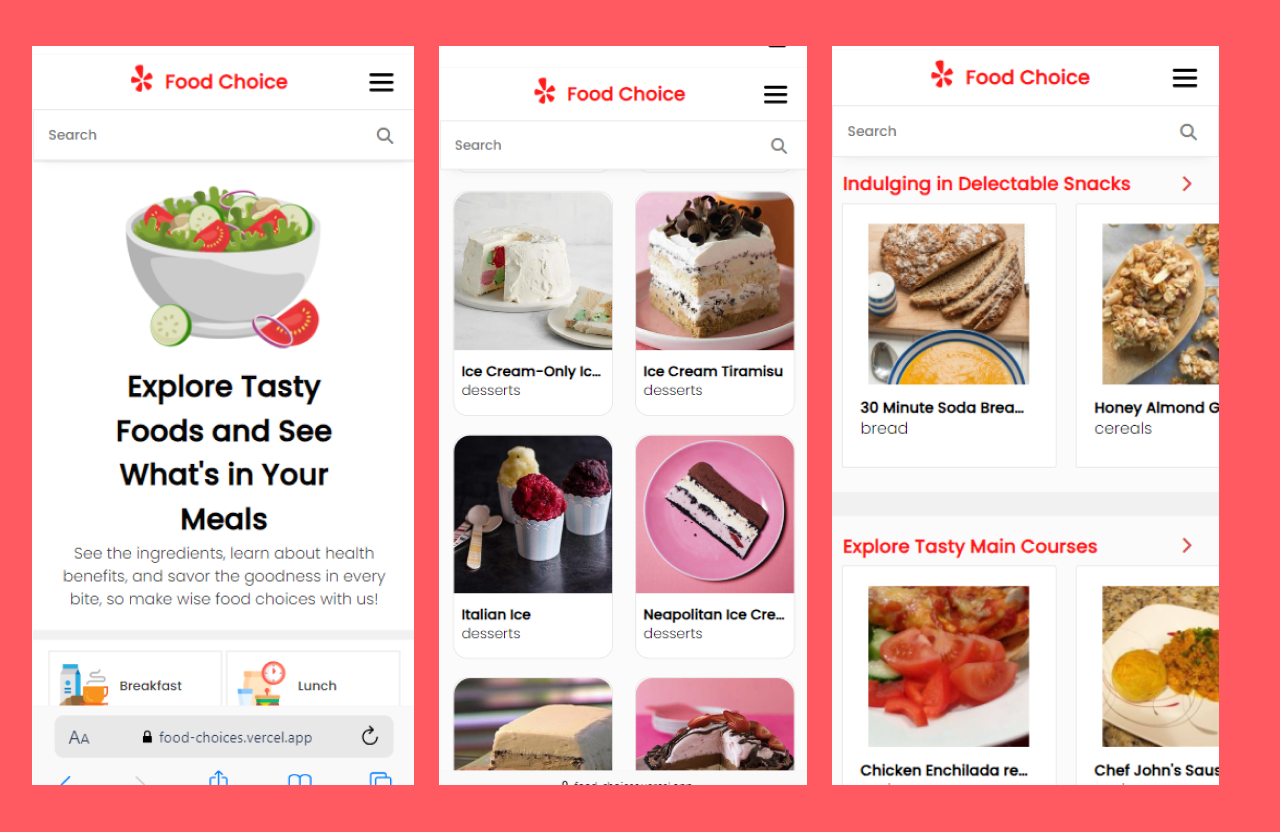 Food Choice
Search
Explore Tasty
Foods and See
What's in Your
Meals
See the ingredients, learn about health
benefits, and savor the goodness in every
bite, so make wise food choices with us!
Breakfast
Lunch
AA
food-choices.vercel.app
Food Choice
Search
Ice Cream-Only Ic...
desserts
Ice Cream Tiramisu
desserts
Italian Ice
desserts
Neapolitan Ice Cre...
desserts
Food Choice
Search
Indulging in Delectable Snacks
30 Minute Soda Brea...
bread
Honey Almond G
cereals
Explore Tasty Main Courses
Chicken Enchilada re...
Chef John's Saus